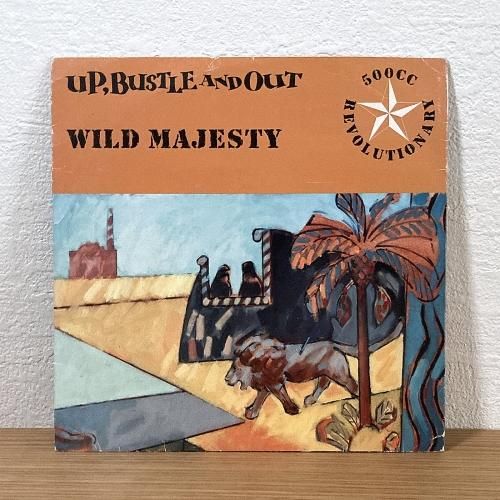 UP, BUSTLE AND OUT
WILD MAJESTY
500CC
REVOLUTIONARY